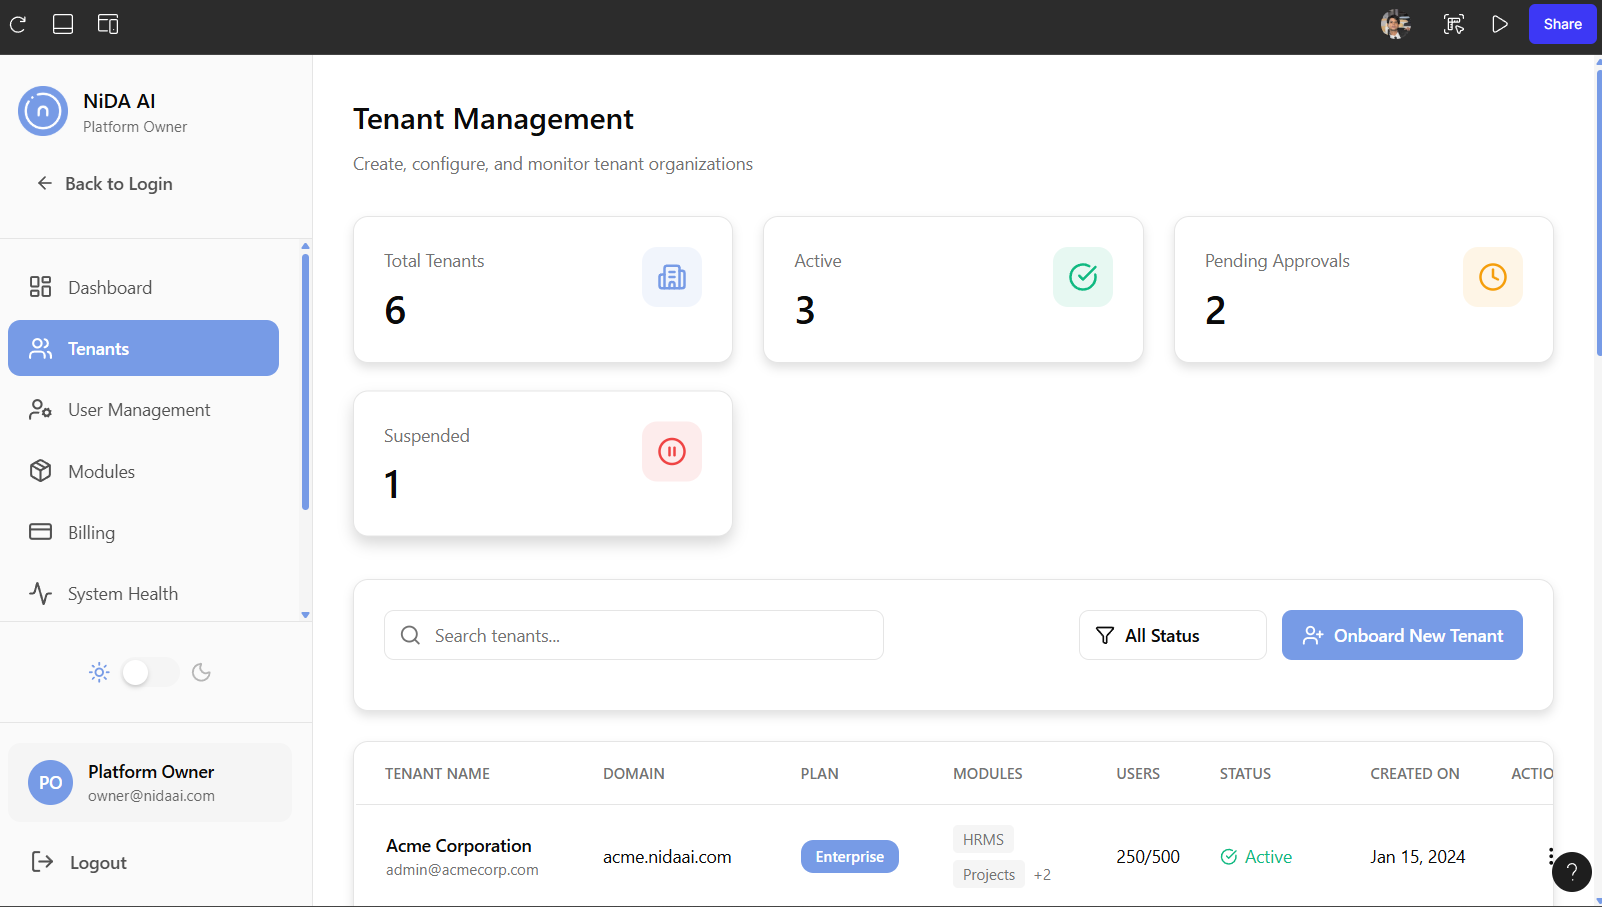 Share
NiDA AI
Platform Owner
Back to Login
Dashboard
Tenants
User Management
Modules
Billing
System Health
PO
Platform Owner
owner@nidaai.com
Logout
Tenant Management
Create, configure, and monitor tenant organizations
Total Tenants
6
Active
3
Pending Approvals
2
Suspended
1
Search tenants...
All Status
Onboard New Tenant
TENANT NAME DOMAIN PLAN MODULES USERS STATUS CREATED ON ACTIO
Acme Corporation
admin@acmecorp.com
acme.nidaai.com
Enterprise
HRMS
Projects +2
250/500
Active
Jan 15, 2024
?